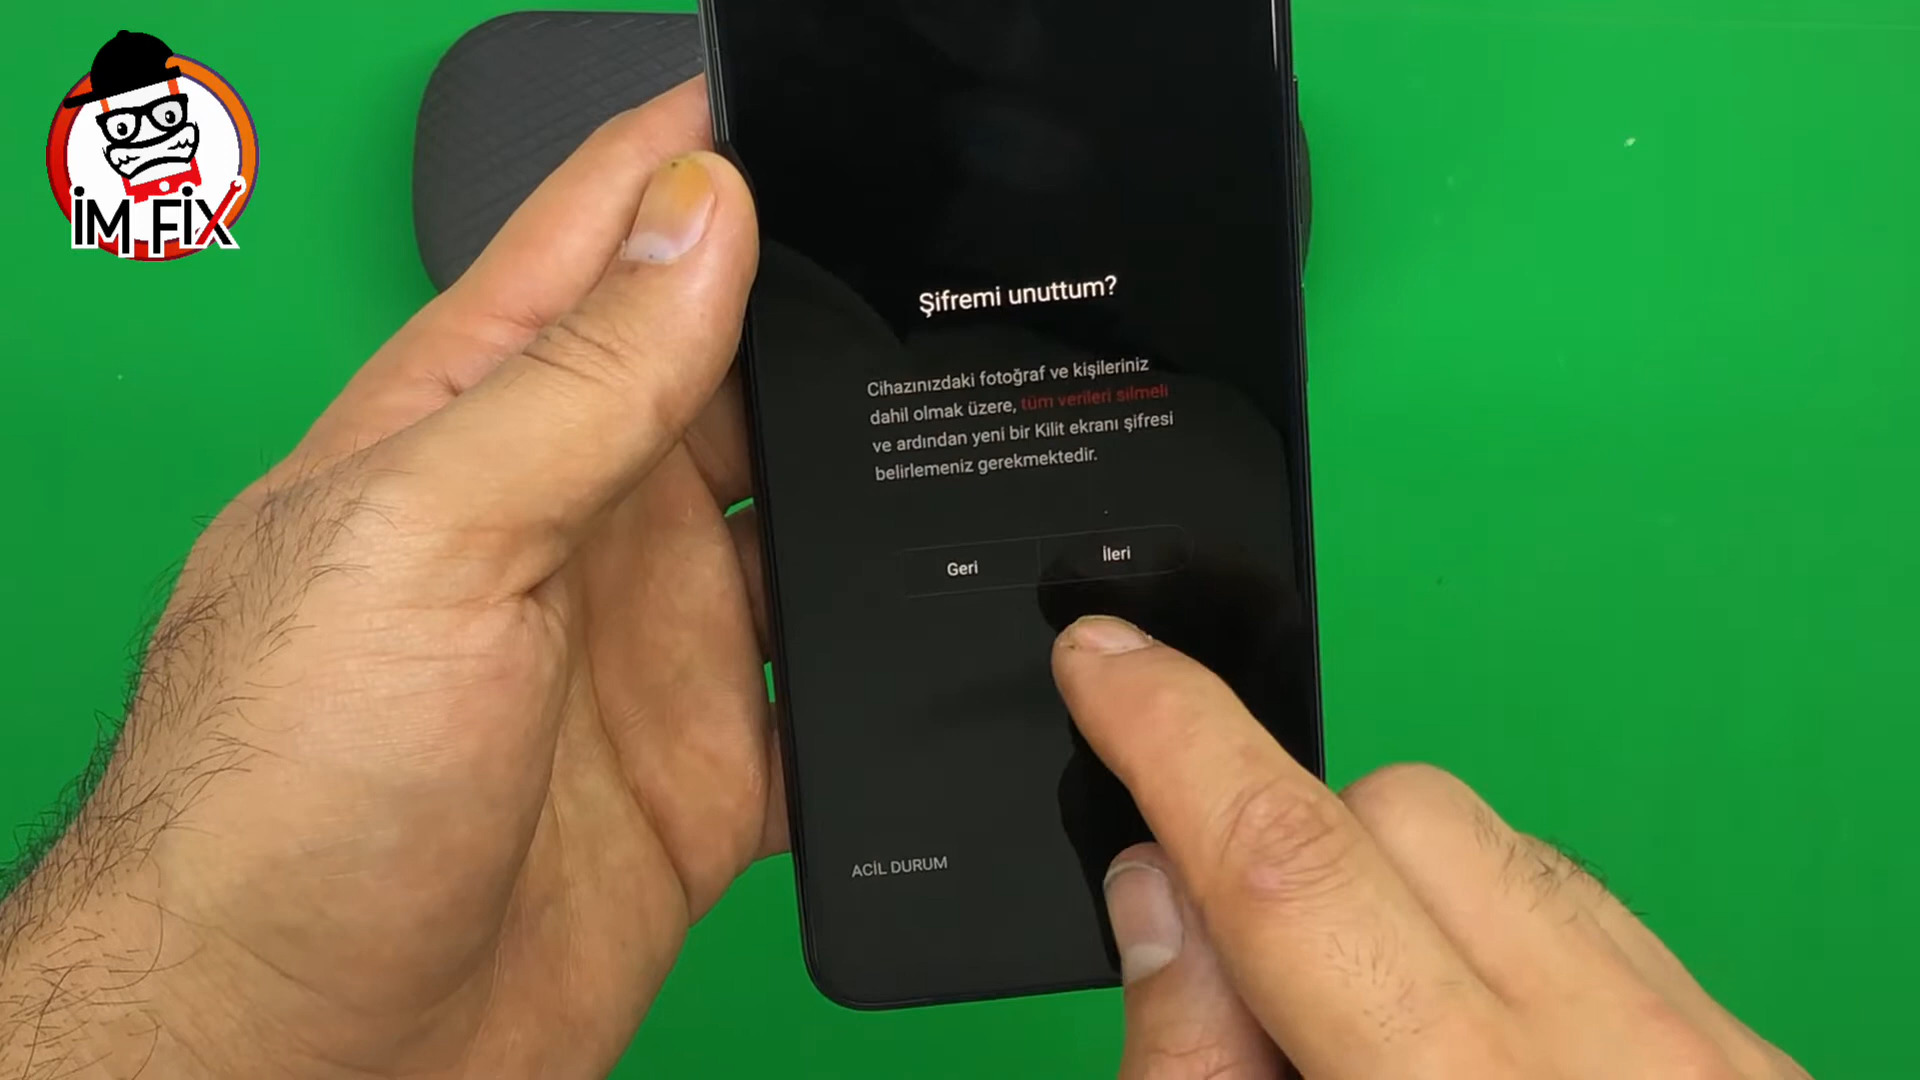 İM FİX
Şifremi unuttum?
Cihazınızdaki fotoğraf ve kişileriniz
dahil olmak üzere, tüm verileri silmeli
ve ardından yeni bir Kilit ekranı şifresi
belirlemeniz gerekmektedir.
Geri
İleri
ACİL DURUM